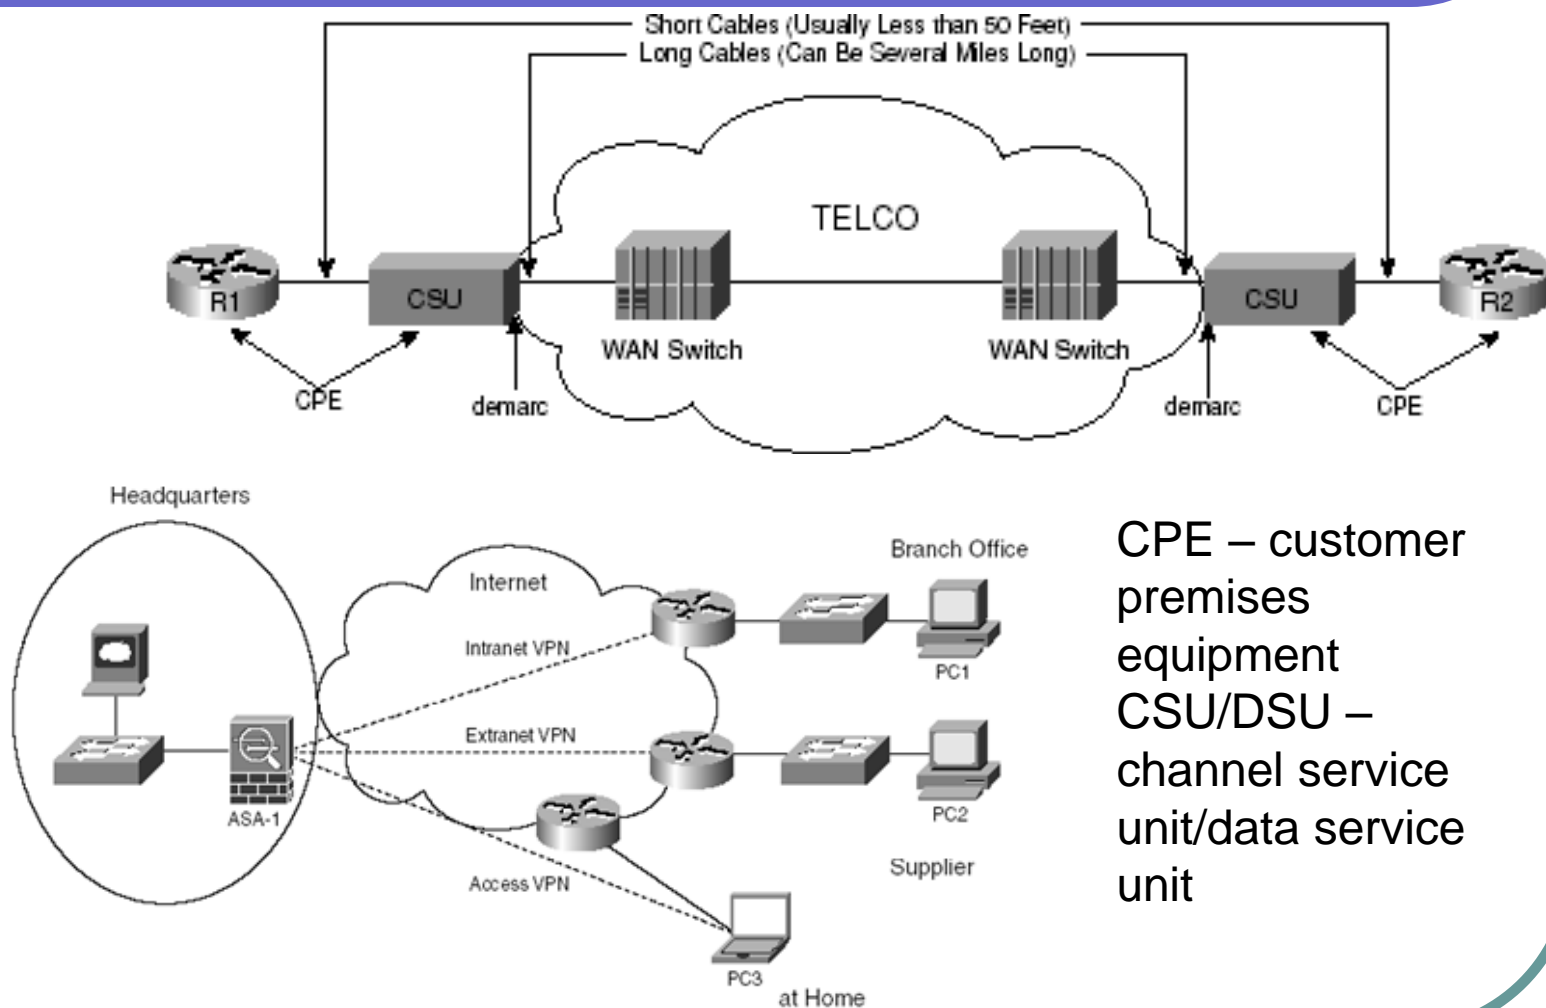 Short Cables (Usually Less than 50 Feet)
Long Cables (Can Be Several Miles Long)
TELCO
R1
CSU
CSU
R2
WAN Switch
WAN Switch
CPE
demarc
demarc
CPE
Headquarters
Internet
Branch Office
Intranet VPN
PC1
Extranet VPN
ASA-1
PC2
Supplier
Access VPN
PC3
at Home
CPE – customer
premises
equipment
CSU/DSU –
channel service
unit/data service
unit